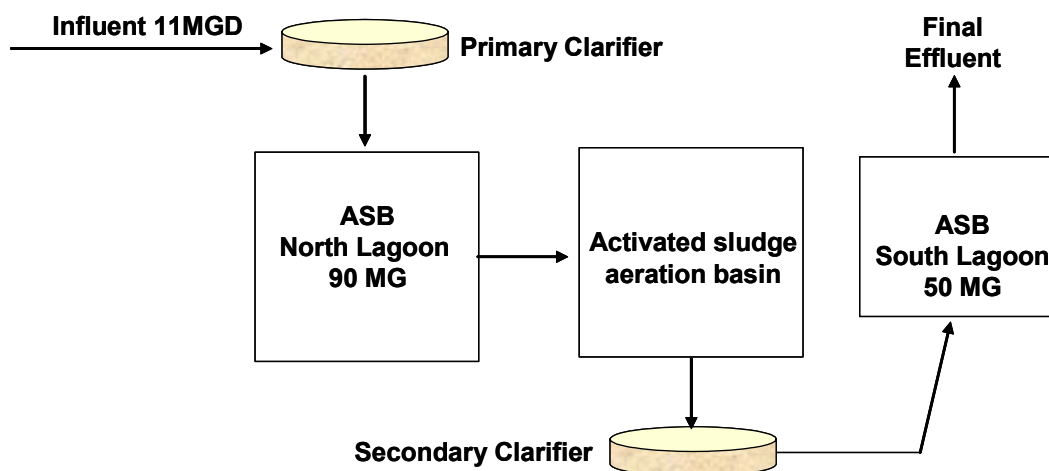 Influent 11MGD
Primary Clarifier
ASB
North Lagoon
90 MG
Activated sludge
aeration basin
Secondary Clarifier
ASB
South Lagoon
50 MG
Final
Effluent